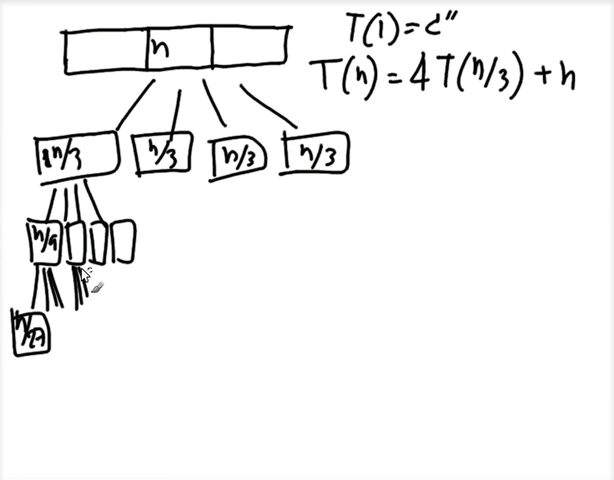 T(1) = c"
n
T(n) = 4T(n/3) + n
n/3 n/3 n/3 n/3
n/9
n/27